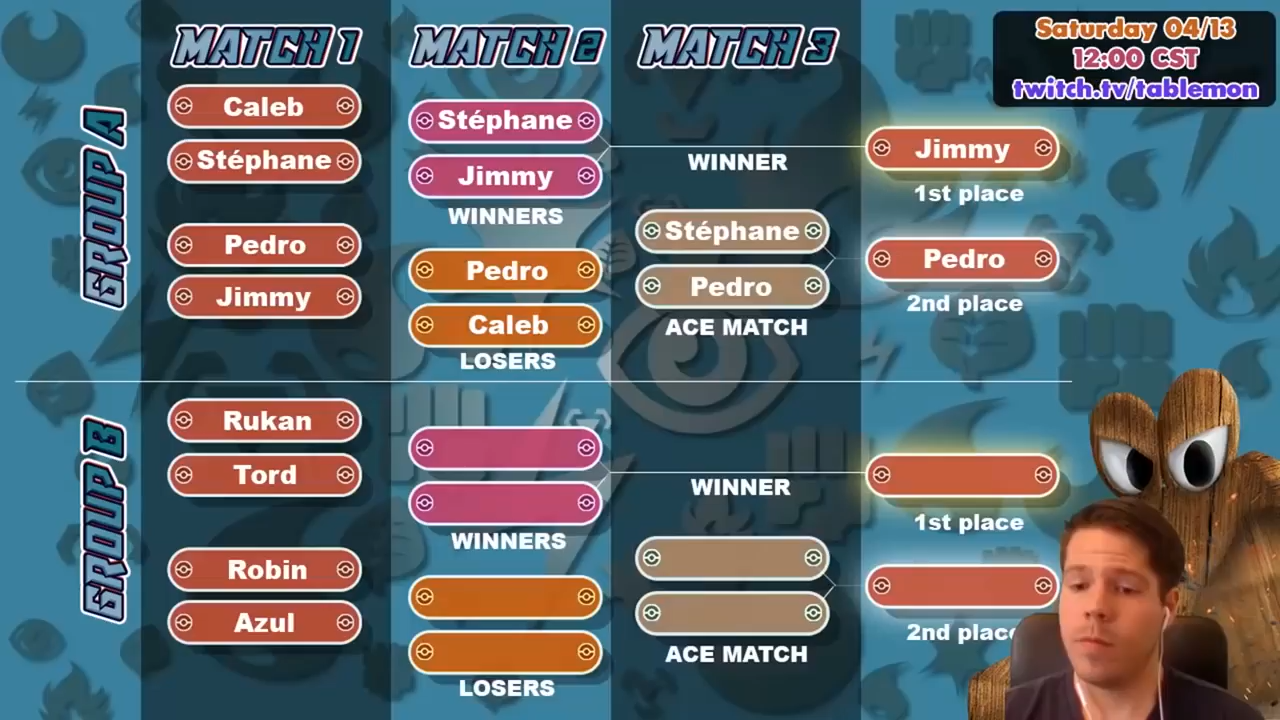 MATCH 1
MATCH 2
MATCH 3
Saturday 04/13
12:00 CST
twitch.tv/tablemon
GROUP A
Caleb
Stéphane
Pedro
Jimmy
Stéphane
Jimmy
WINNERS
Pedro
Caleb
LOSERS
WINNER
Stéphane
Pedro
ACE MATCH
Jimmy
1st place
Pedro
2nd place
GROUP B
Rukan
Tord
Robin
Azul
WINNERS
LOSERS
WINNER
ACE MATCH
1st place
2nd place